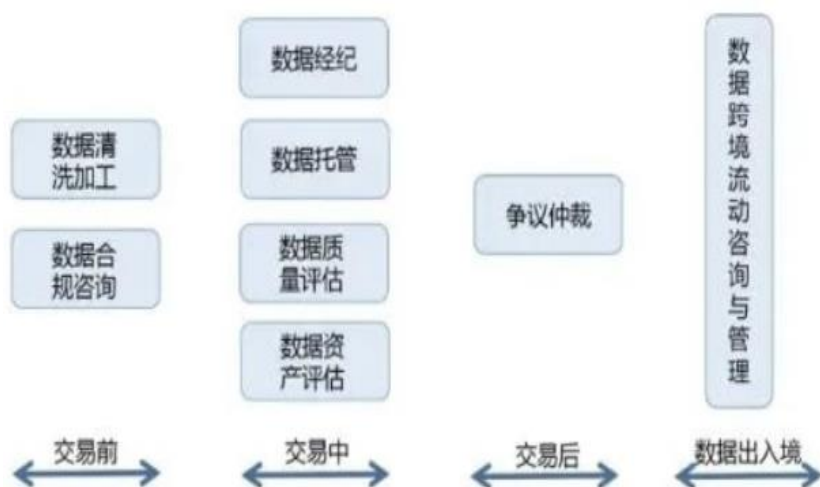 数据清
洗加工
数据合
规咨询
数据经纪
数据托管
数据质
量评估
数据资
产评估
争议仲裁
数据跨境流动咨询与管理
交易前
交易中
交易后
数据出入境